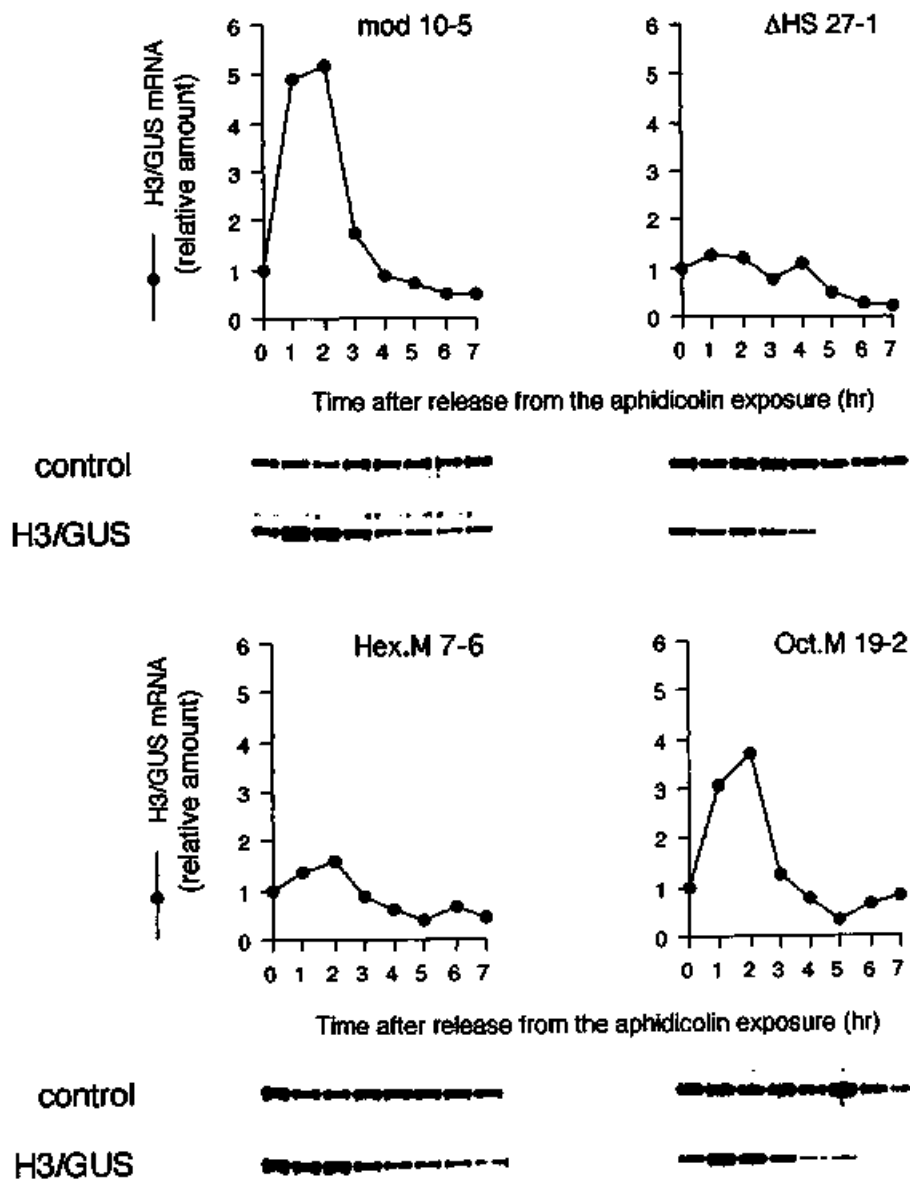 mod 10-5
ΔHS 27-1
H3/GUS mRNA
(relative amount)
6
5
4
3
2
1
0
0 1 2 3 4 5 6 7
6
5
4
3
2
1
0
0 1 2 3 4 5 6 7
Time after release from the aphidicolin exposure (hr)
control
H3/GUS
Hex.M 7-6
Oct.M 19-2
H3/GUS mRNA
(relative amount)
6
5
4
3
2
1
0
0 1 2 3 4 5 6 7
6
5
4
3
2
1
0
0 1 2 3 4 5 6 7
Time after release from the aphidicolin exposure (hr)
control
H3/GUS